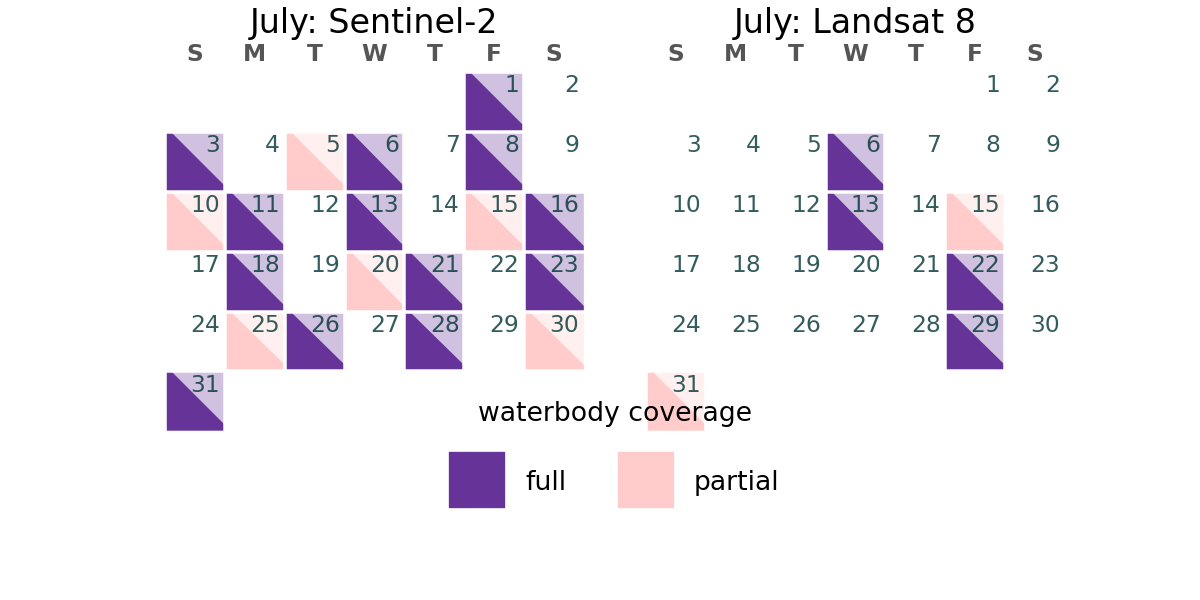 July: Sentinel-2
S M T W T F S
1 2
3 4 5 6 7 8 9
10 11 12 13 14 15 16
17 18 19 20 21 22 23
24 25 26 27 28 29 30
31
July: Landsat 8
S M T W T F S
1 2
3 4 5 6 7 8 9
10 11 12 13 14 15 16
17 18 19 20 21 22 23
24 25 26 27 28 29 30
31
waterbody coverage
full partial